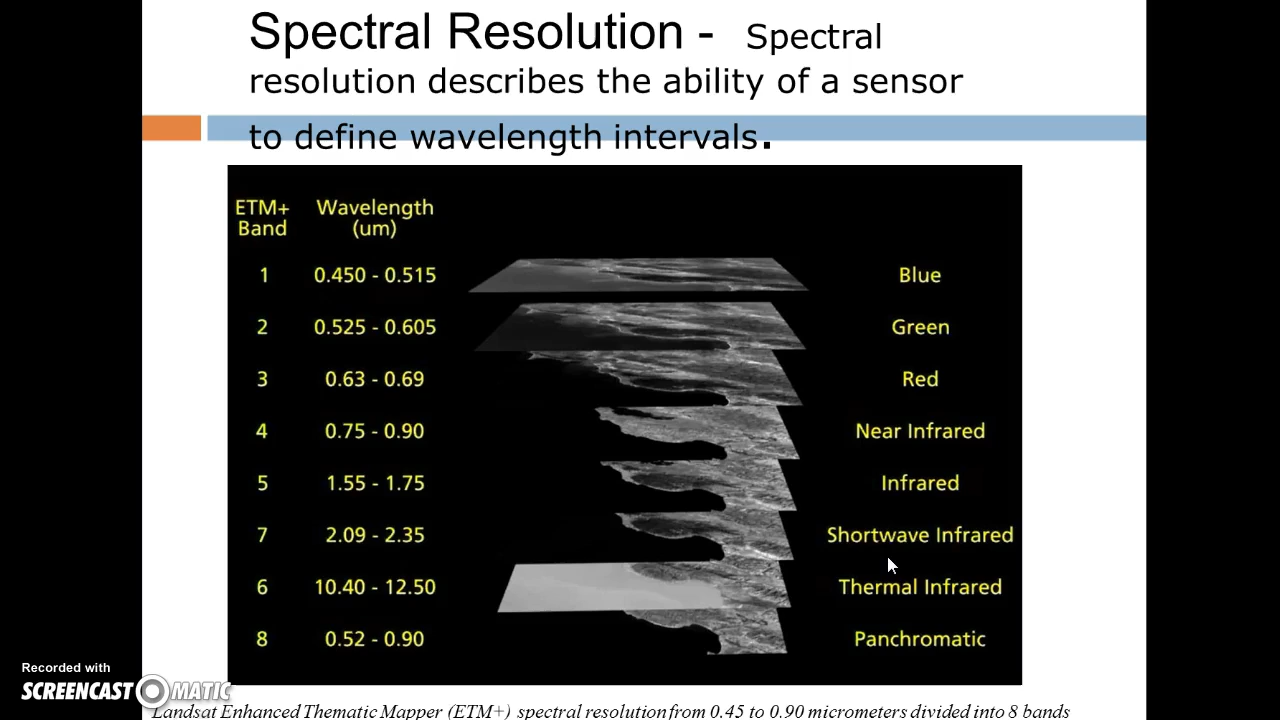 Spectral Resolution - Spectral
resolution describes the ability of a sensor
to define wavelength intervals.
ETM+ Wavelength
Band (um)
1 0.450 - 0.515 Blue
2 0.525 - 0.605 Green
3 0.63 - 0.69 Red
4 0.75 - 0.90 Near Infrared
5 1.55 - 1.75 Infrared
7 2.09 - 2.35 Shortwave Infrared
6 10.40 - 12.50 Thermal Infrared
8 0.52 - 0.90 Panchromatic
Recorded with
SCREENCAST MATIC
Landsat Enhanced Thematic Mapper (ETM+) spectral resolution from 0.45 to 0.90 micrometers divided into 8 bands